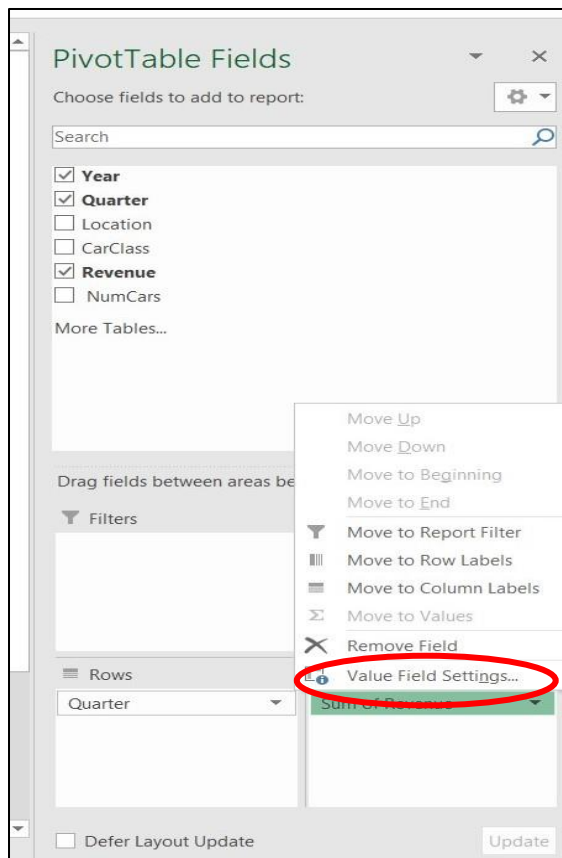 PivotTable Fields
Choose fields to add to report:
Search
Year
Quarter
Location
CarClass
Revenue
NumCars
More Tables...
Move Up
Move Down
Move to Beginning
Move to End
Move to Report Filter
Move to Row Labels
Move to Column Labels
Move to Values
Remove Field
Value Field Settings...
Drag fields between areas be
Filters
Rows
Quarter
Sum of Revenue
Defer Layout Update
Update